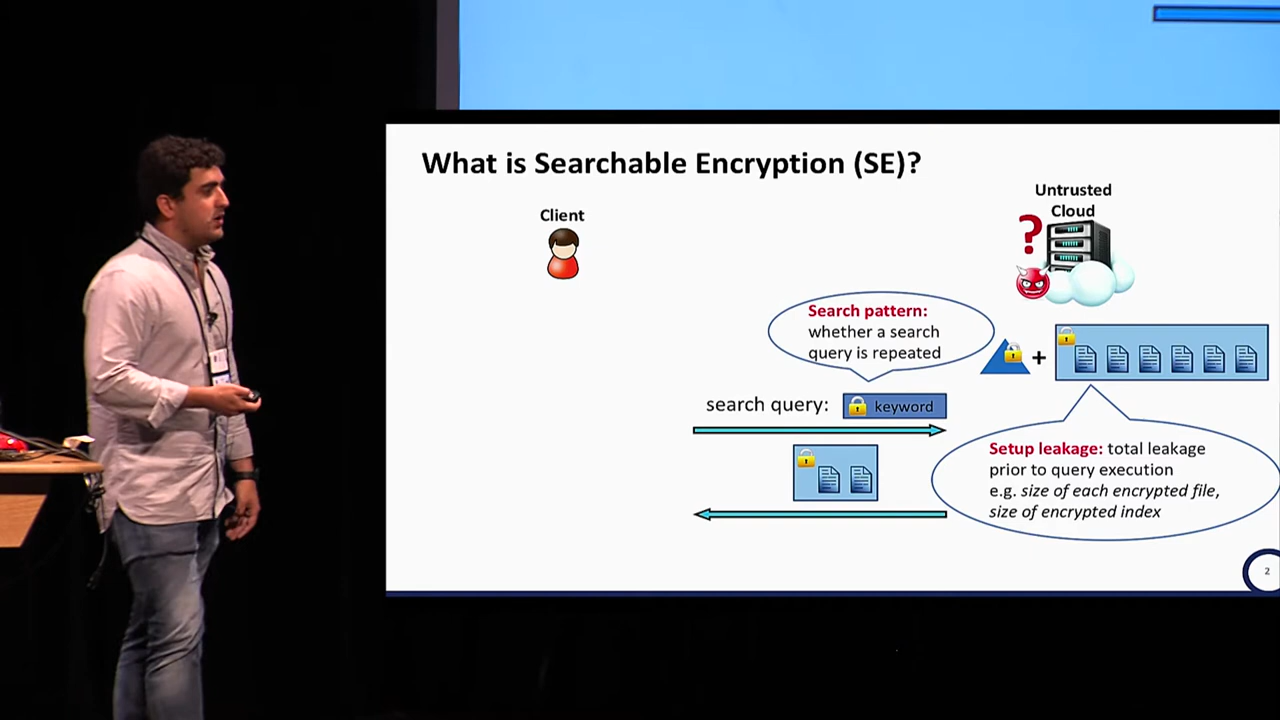 What is Searchable Encryption (SE)?
Untrusted
Cloud
Client
?
Search pattern:
whether a search
query is repeated
+
search query:
keyword
Setup leakage: total leakage
prior to query execution
e.g. size of each encrypted file,
size of encrypted index
2